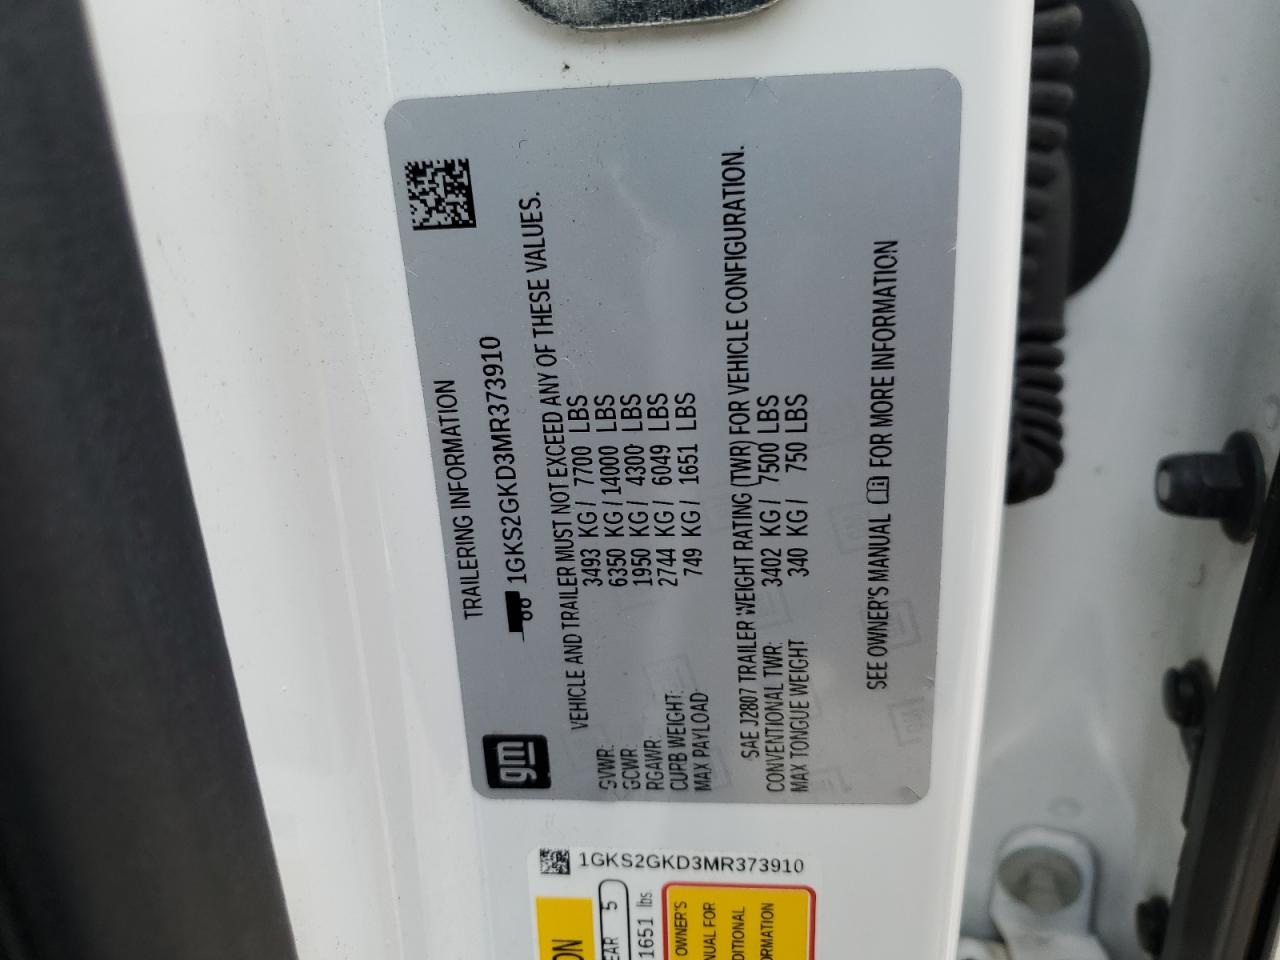 gm
TRAILERING INFORMATION
1GKS2GKD3MR373910
VEHICLE AND TRAILER MUST NOT EXCEED ANY OF THESE VALUES.
GVWR: 3493 KG / 7700 LBS
GCWR: 6350 KG / 14000 LBS
RGAWR: 1950 KG / 4300 LBS
CURB WEIGHT: 2744 KG / 6049 LBS
MAX PAYLOAD: 749 KG / 1651 LBS
SAE J2807 TRAILER WEIGHT RATING (TWR) FOR VEHICLE CONFIGURATION.
CONVENTIONAL TWR: 3402 KG / 7500 LBS
MAX TONGUE WEIGHT 340 KG / 750 LBS
SEE OWNER'S MANUAL FOR MORE INFORMATION
1GKS2GKD3MR373910
ON
EAR 5
1651 lbs
OWNER'S
NUAL FOR
DITIONAL
ORMATION